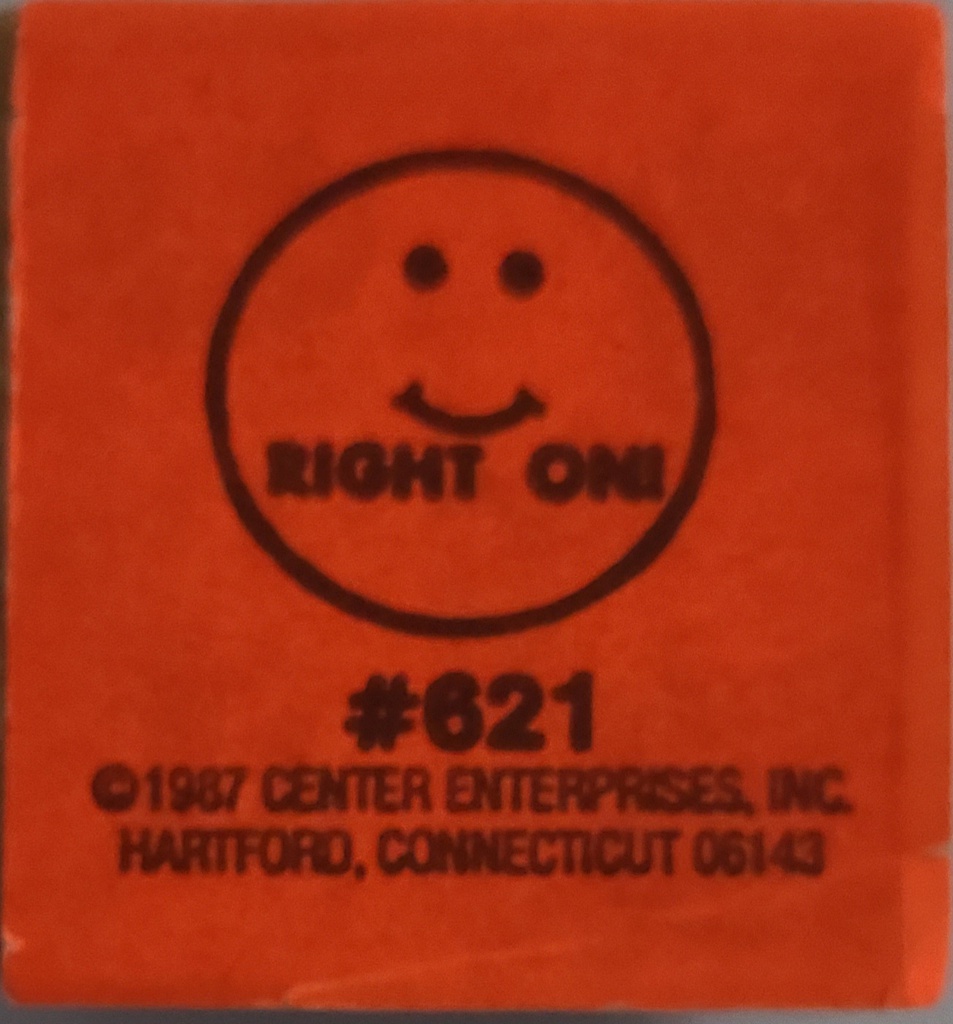 RIGHT ON!
#621
©1987 CENTER ENTERPRISES, INC.
HARTFORD, CONNECTICUT 06143